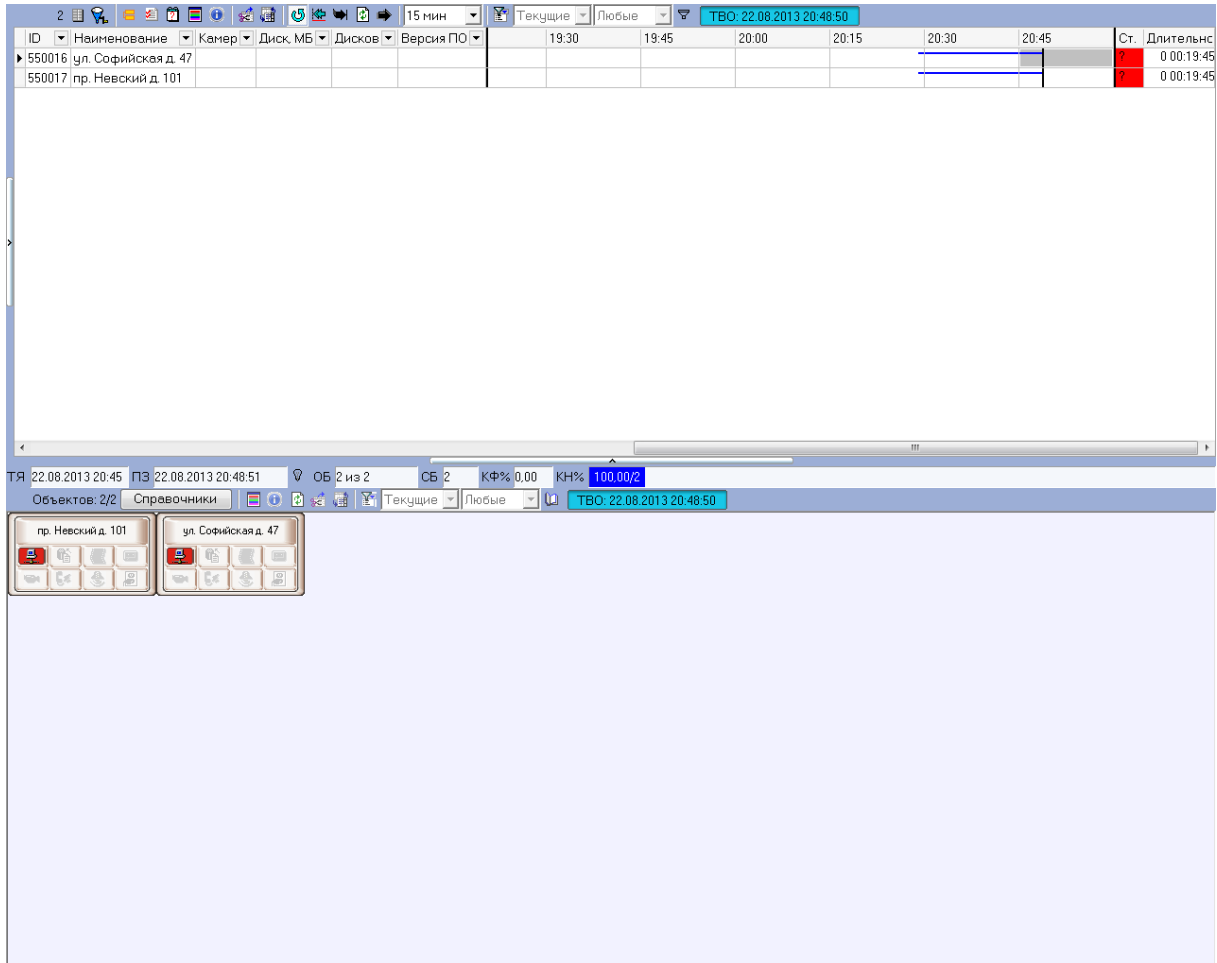 2 15 мин Текущие Любые ТВО: 22.08.2013 20:48:50
ID Наименование Камер Диск, МБ Дисков Версия ПО 19:30 19:45 20:00 20:15 20:30 20:45 Ст. Длительнс
550016 ул. Софийская д. 47 ? 0 00:19:45
550017 пр. Невский д. 101 ? 0 00:19:45
ТЯ 22.08.2013 20:45 ПЗ 22.08.2013 20:48:51 ОБ 2 из 2 СБ 2 КФ% 0,00 КН% 100,00/2
Объектов: 2/2 Справочники Текущие Любые ТВО: 22.08.2013 20:48:50
пр. Невский д. 101 ул. Софийская д. 47